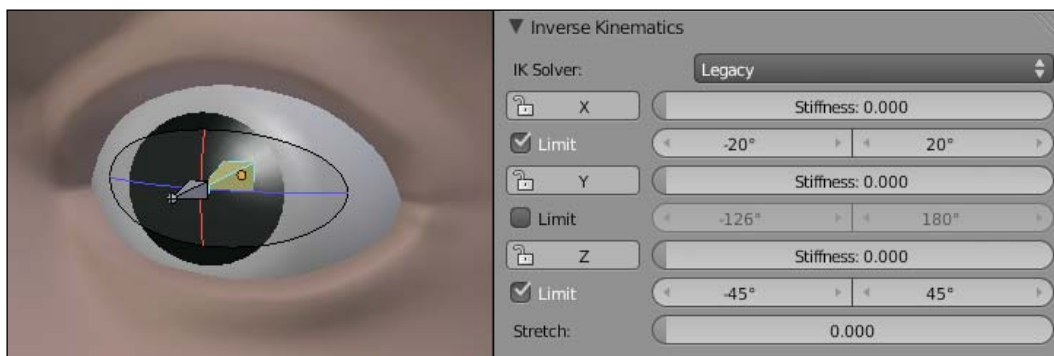 Inverse Kinematics
IK Solver: Legacy
X Stiffness: 0.000
Limit -20° 20°
Y Stiffness: 0.000
Limit -126° 180°
Z Stiffness: 0.000
Limit -45° 45°
Stretch: 0.000